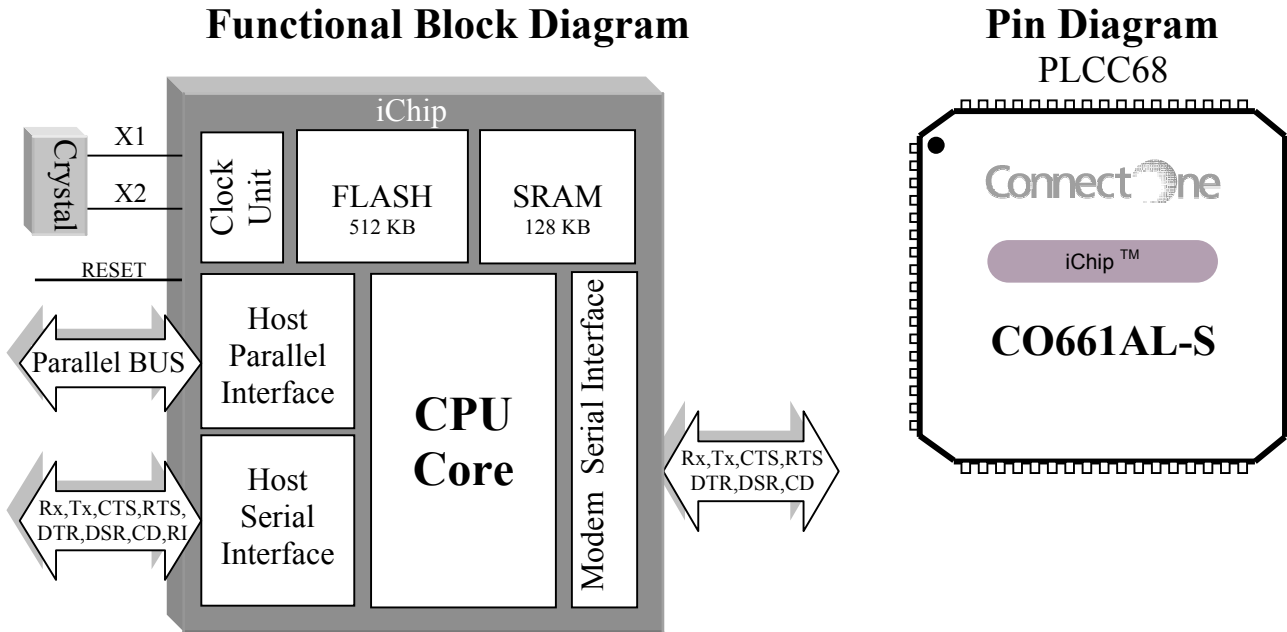 Functional Block Diagram
iChip
Crystal
X1
X2
RESET
Clock
Unit
FLASH
512 KB
SRAM
128 KB
Parallel BUS
Host
Parallel
Interface
CPU
Core
Modem Serial Interface
Rx,Tx,CTS,RTS,
DTR,DSR,CD,RI
Host
Serial
Interface
Rx,Tx,CTS,RTS
DTR,DSR,CD
Pin Diagram
PLCC68
ConnectOne
iChip TM
CO661AL-S